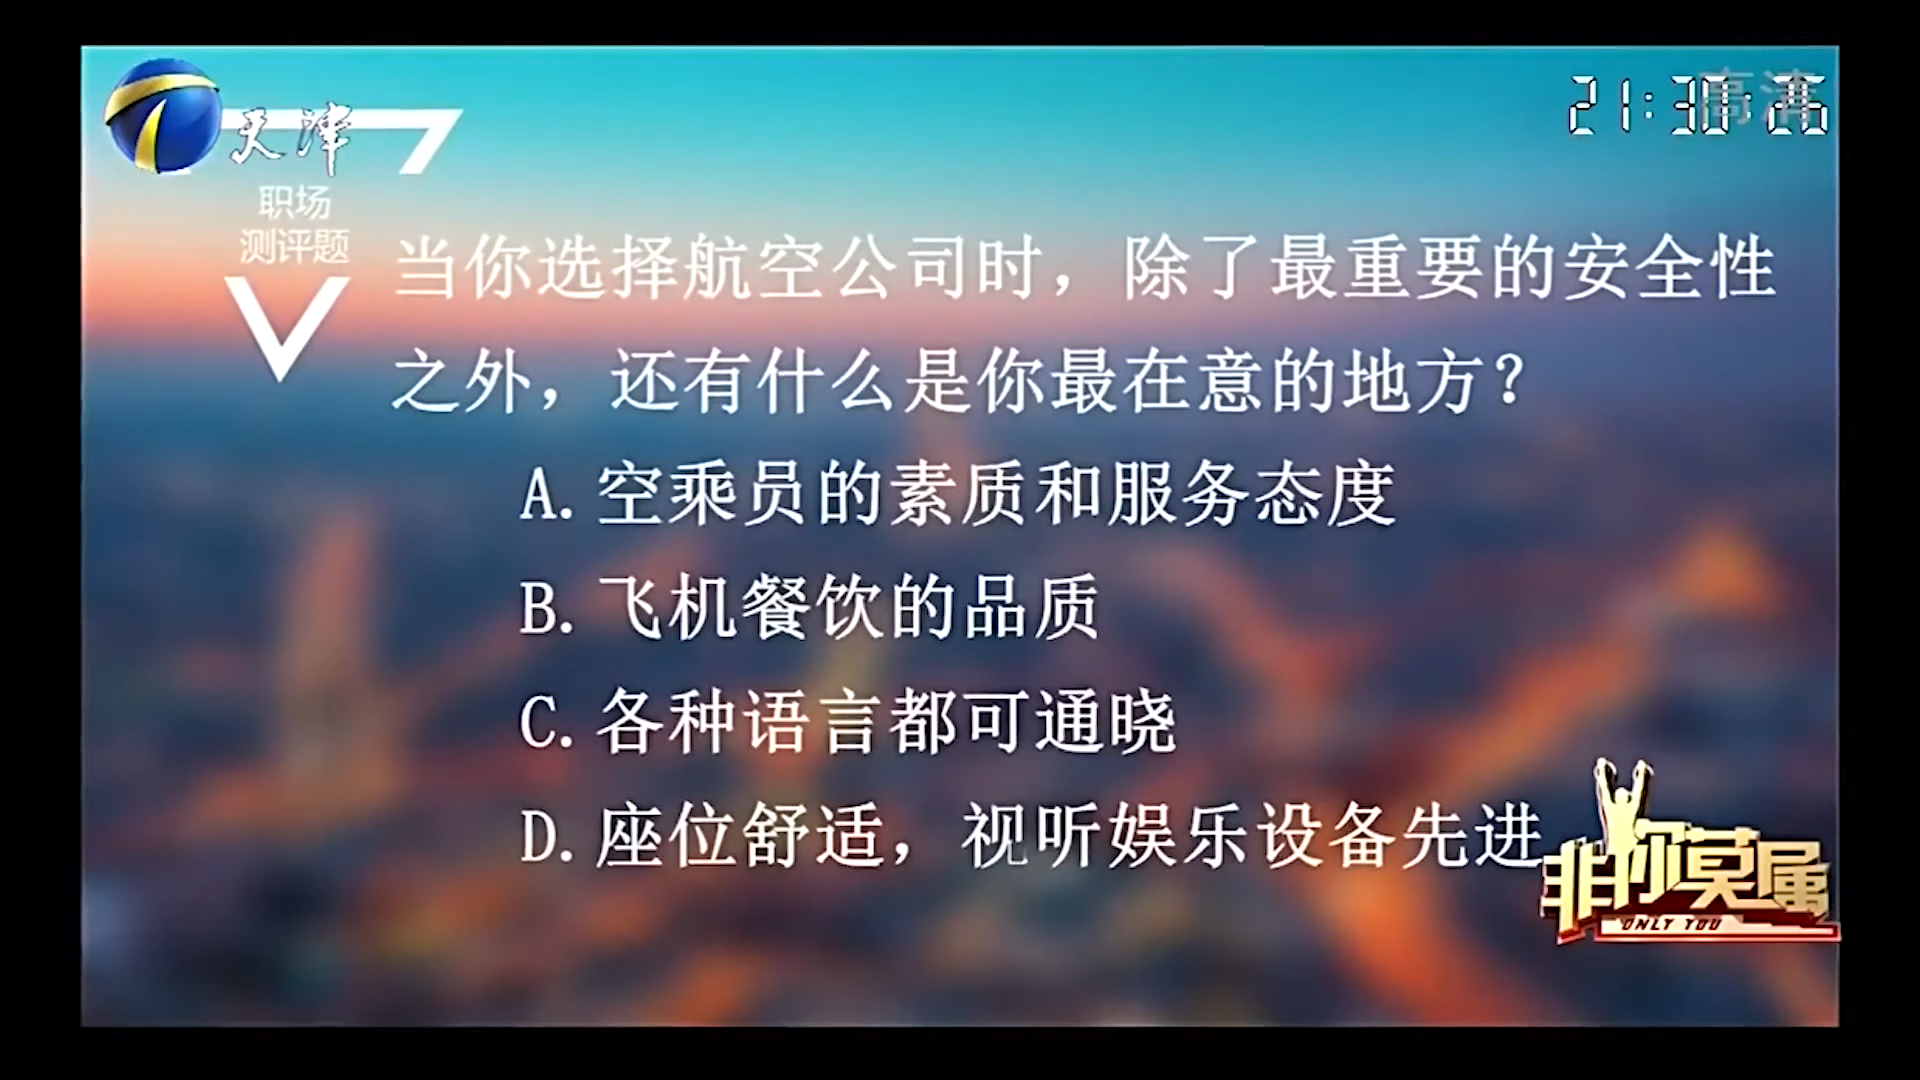 天津
21:30:26
高清
职场
测评题
当你选择航空公司时，除了最重要的安全性
之外，还有什么是你最在意的地方？
A. 空乘员的素质和服务态度
B. 飞机餐饮的品质
C. 各种语言都可通晓
D. 座位舒适，视听娱乐设备先进
非你莫属
ONLY YOU